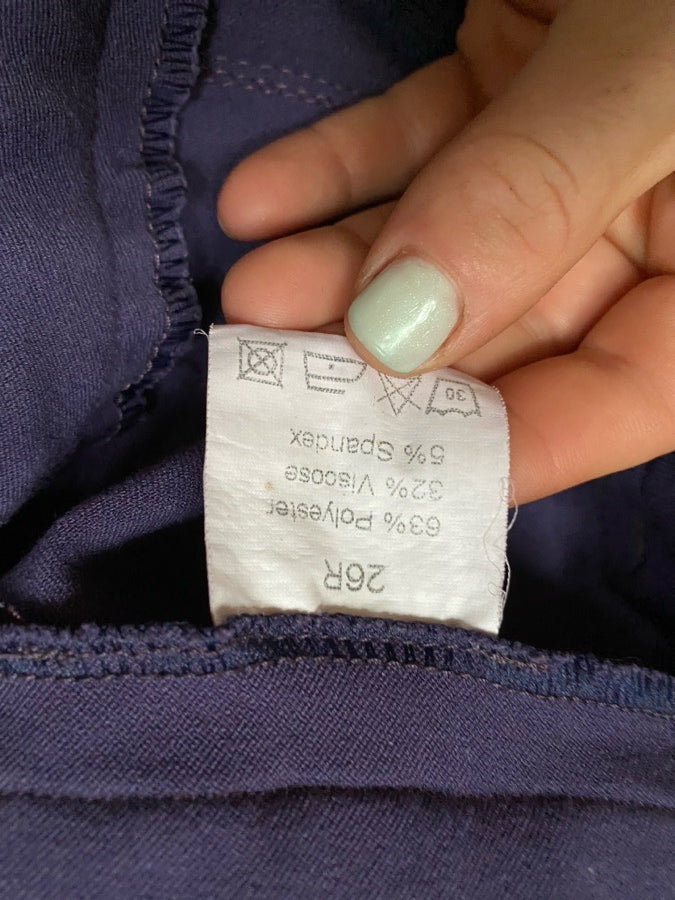 26R
63% Polyester
32% Viscose
5% Spandex
30